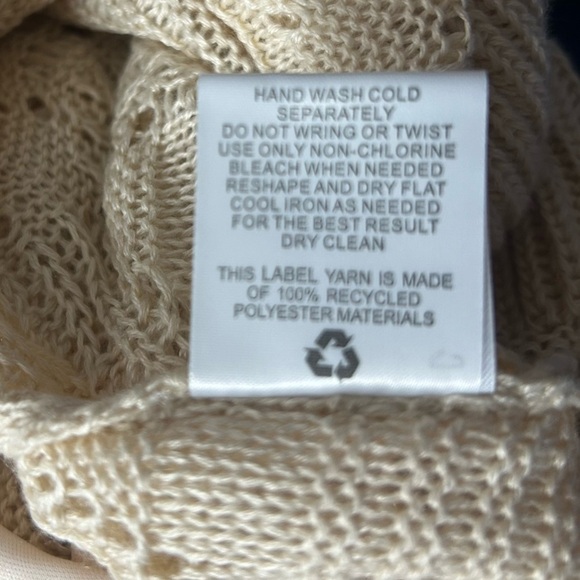 HAND WASH COLD
SEPARATELY
DO NOT WRING OR TWIST
USE ONLY NON-CHLORINE
BLEACH WHEN NEEDED
RESHAPE AND DRY FLAT
COOL IRON AS NEEDED
FOR THE BEST RESULT
DRY CLEAN
THIS LABEL YARN IS MADE
OF 100% RECYCLED
POLYESTER MATERIALS